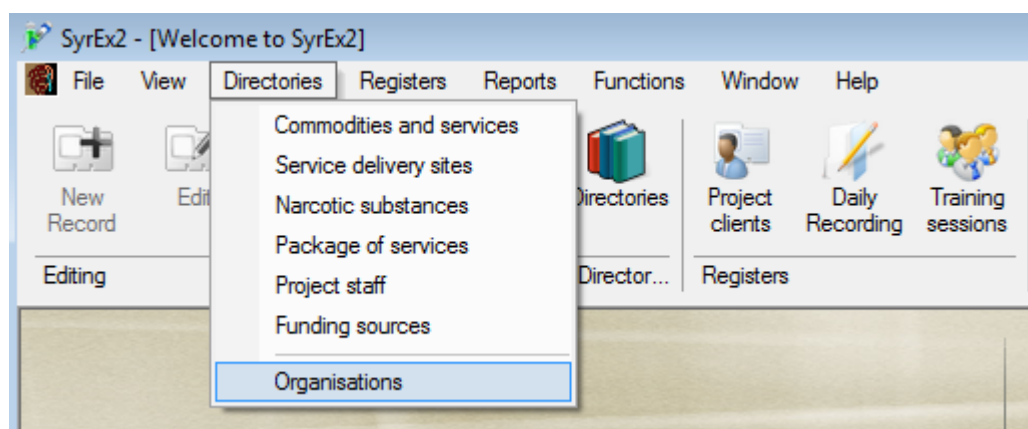 SyrEx2 - [Welcome to SyrEx2]
File View Directories Registers Reports Functions Window Help
Commodities and services
Service delivery sites
Narcotic substances
Package of services
Project staff
Funding sources
Organisations
New
Record
Edit
Directories
Project
clients
Daily
Recording
Training
sessions
Editing
Director...
Registers